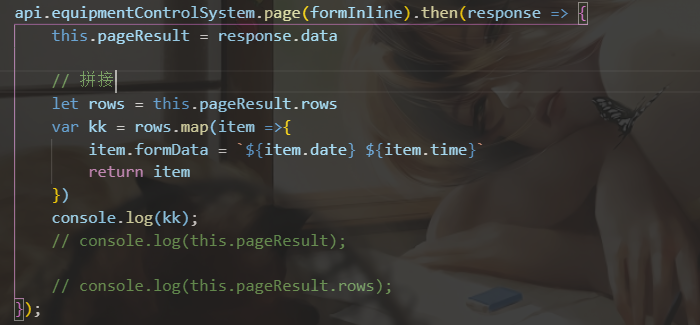 api.equipmentControlSystem.page(formInline).then(response => {
this.pageResult = response.data
// 拼接
let rows = this.pageResult.rows
var kk = rows.map(item =>{
item.formData = `${item.date} ${item.time}`
return item
})
console.log(kk);
// console.log(this.pageResult);
// console.log(this.pageResult.rows);
});